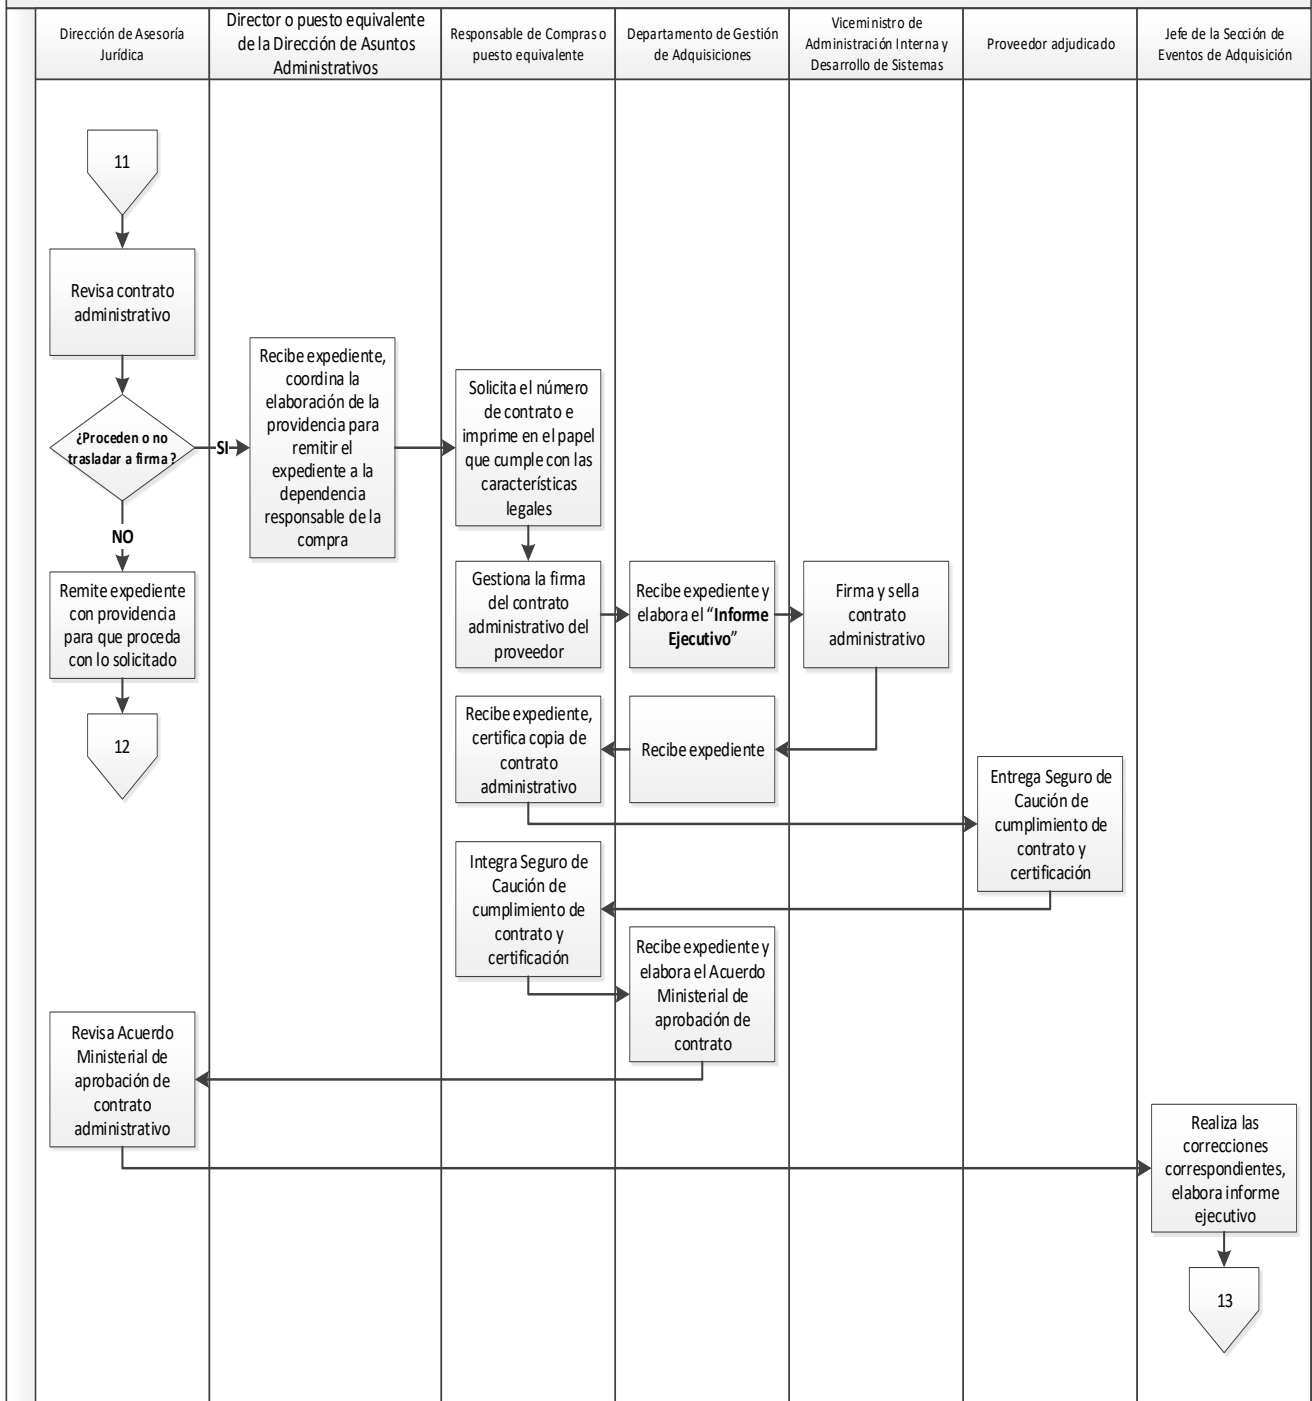 Dirección de Asesoría
Jurídica
Director o puesto equivalente
de la Dirección de Asuntos
Administrativos
Responsable de Compras o
puesto equivalente
Departamento de Gestión
de Adquisiciones
Viceministro de
Administración Interna y
Desarrollo de Sistemas
Proveedor adjudicado
Jefe de la Sección de
Eventos de Adquisición
11
Revisa contrato
administrativo
¿Proceden o no
trasladar a firma?
SI
NO
Remite expediente
con providencia
para que proceda
con lo solicitado
12
Recibe expediente,
coordina la
elaboración de la
providencia para
remitir el
expediente a la
dependencia
responsable de la
compra
Solicita el número
de contrato e
imprime en el papel
que cumple con las
características
legales
Gestiona la firma
del contrato
administrativo del
proveedor
Recibe expediente y
elabora el “Informe
Ejecutivo”
Firma y sella
contrato
administrativo
Recibe expediente
Recibe expediente,
certifica copia de
contrato
administrativo
Entrega Seguro de
Caución de
cumplimiento de
contrato y
certificación
Integra Seguro de
Caución de
cumplimiento de
contrato y
certificación
Recibe expediente y
elabora el Acuerdo
Ministerial de
aprobación de
contrato
Revisa Acuerdo
Ministerial de
aprobación de
contrato
administrativo
Realiza las
correcciones
correspondientes,
elabora informe
ejecutivo
13